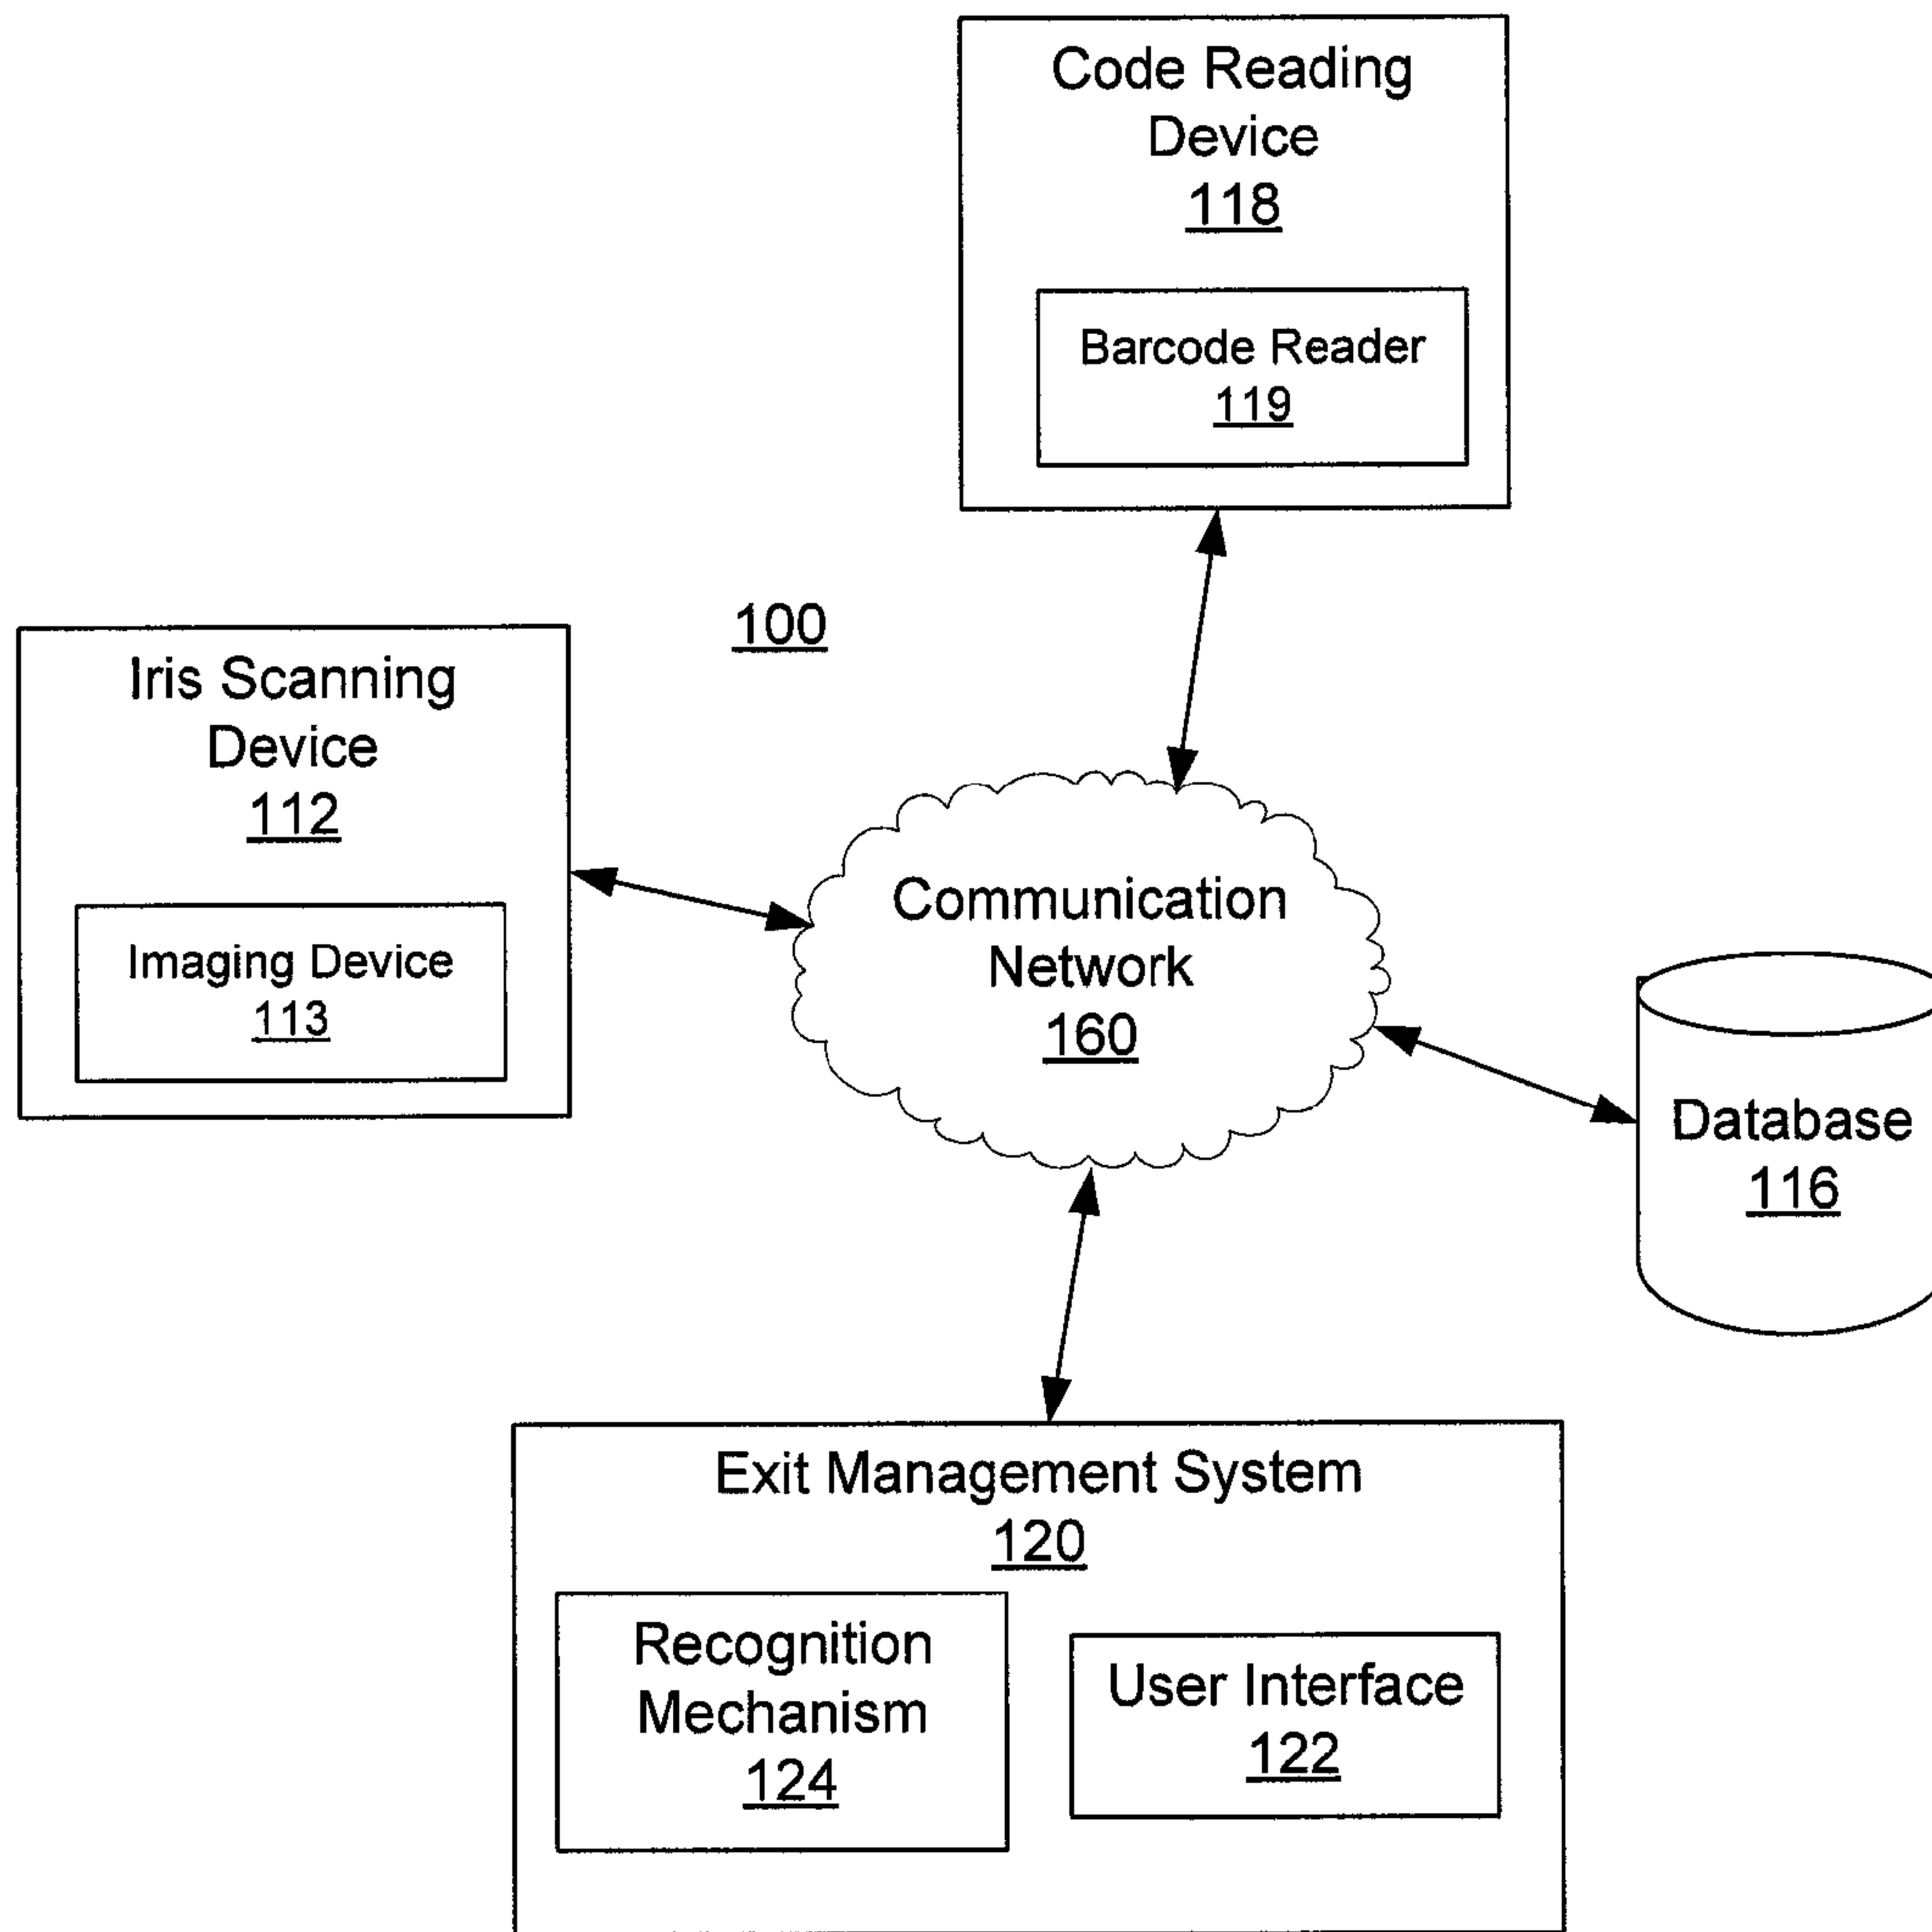 Code Reading
Device
118
Barcode Reader
119
100
Iris Scanning
Device
112
Imaging Device
113
Communication
Network
160
Database
116
Exit Management System
120
Recognition
Mechanism
124
User Interface
122